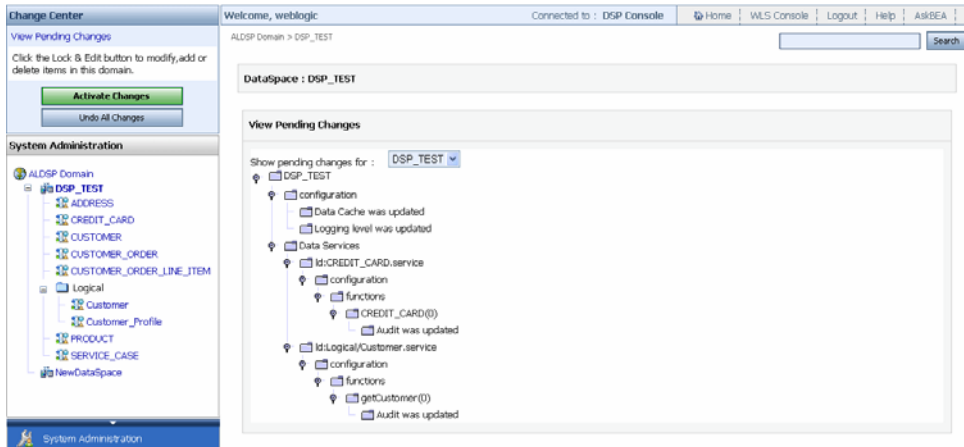 Change Center
View Pending Changes
Click the Lock & Edit button to modify,add or
delete items in this domain.
Activate Changes
Undo All Changes
System Administration
ALDSP Domain
DSP_TEST
ADDRESS
CREDIT_CARD
CUSTOMER
CUSTOMER_ORDER
CUSTOMER_ORDER_LINE_ITEM
Logical
Customer
Customer_Profile
PRODUCT
SERVICE_CASE
NewDataSpace
System Administration
Welcome, weblogic
Connected to : DSP Console
Home
WLS Console
Logout
Help
AskBEA
ALDSP Domain > DSP_TEST
Search
DataSpace : DSP_TEST
View Pending Changes
Show pending changes for : DSP_TEST
DSP_TEST
configuration
Data Cache was updated
Logging level was updated
Data Services
ld:CREDIT_CARD.service
configuration
functions
CREDIT_CARD(0)
Audit was updated
ld:Logical/Customer.service
configuration
functions
getCustomer(0)
Audit was updated